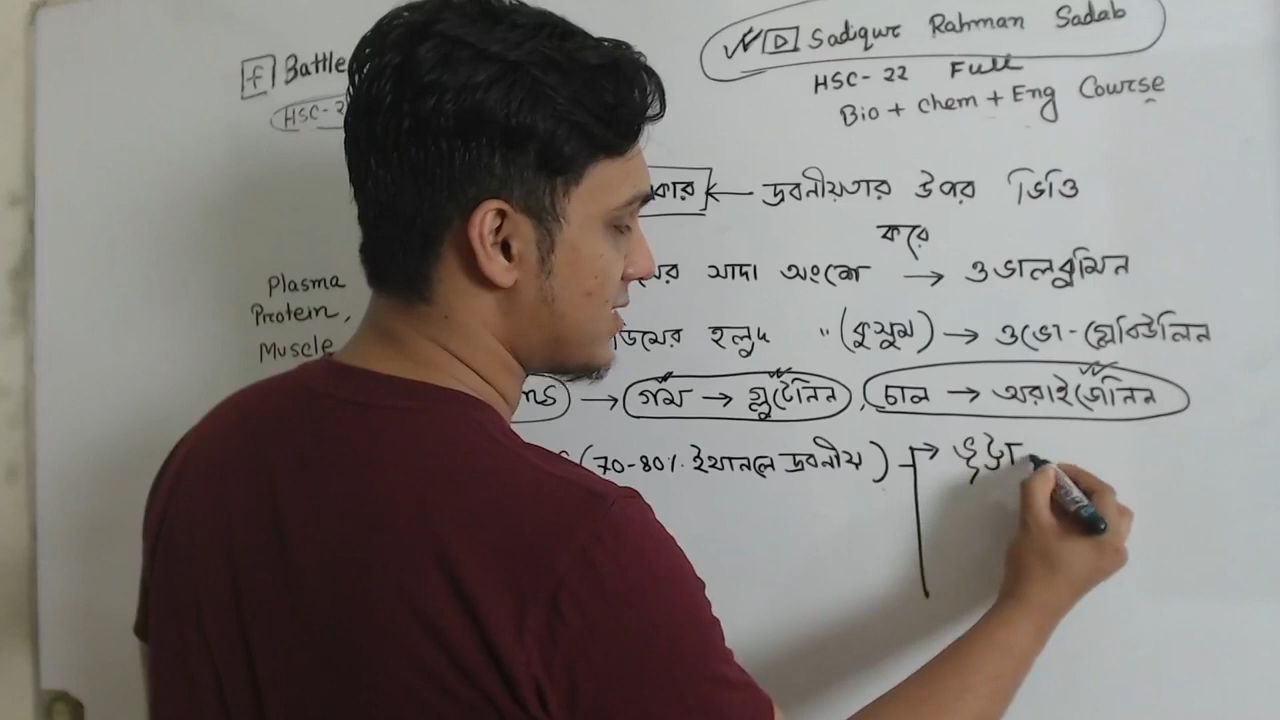 f Battle
HSC-2
Sadiqur Rahman Sadab
HSC-22 Full
Bio + chem + Eng Course
কার ← দ্রবনীয়তার উপর ভিত্তি
করে
Plasma
Protein,
Muscle
সাদা অংশে → ওভালবুমিন
ডিমের হলুদ " (কুসুম) → ওভো-গ্লোবিউলিন
ns → গম → গ্লুটেনিন, চাল → অরাইজেনিন
(70-80% ইথানলে দ্রবনীয়) → ভুট্টা